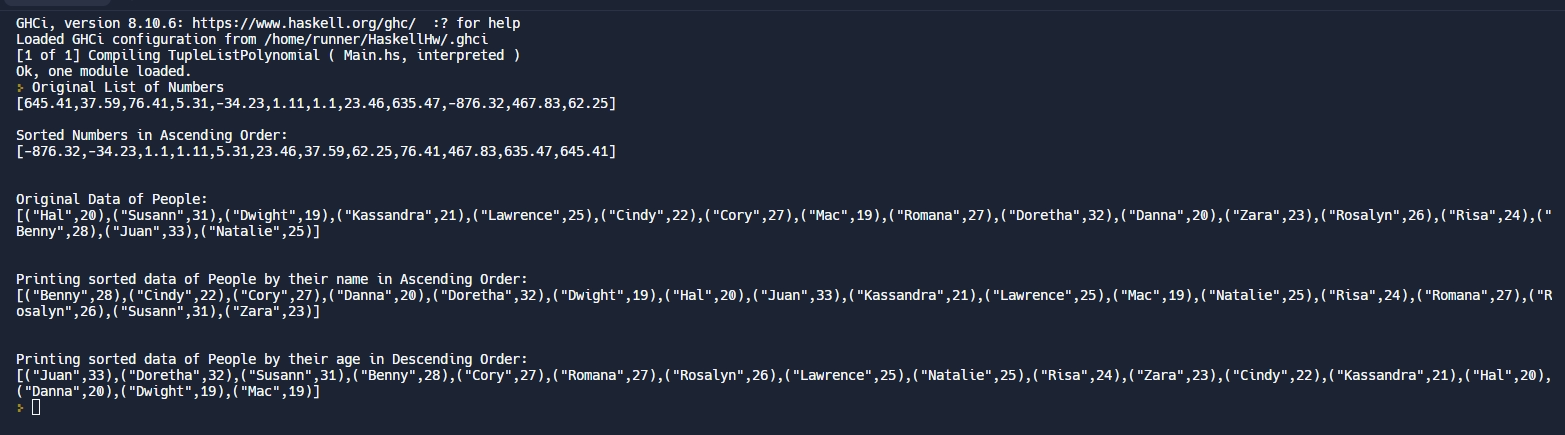 GHCi, version 8.10.6: https://www.haskell.org/ghc/  :? for help
Loaded GHCi configuration from /home/runner/HaskellHw/.ghci
[1 of 1] Compiling TupleListPolynomial ( Main.hs, interpreted )
Ok, one module loaded.
Original List of Numbers
[645.41,37.59,76.41,5.31,-34.23,1.11,1.1,23.46,635.47,-876.32,467.83,62.25]
Sorted Numbers in Ascending Order:
[-876.32,-34.23,1.1,1.11,5.31,23.46,37.59,62.25,76.41,467.83,635.47,645.41]
Original Data of People:
[("Hal",20),("Susann",31),("Dwight",19),("Kassandra",21),("Lawrence",25),("Cindy",22),("Cory",27),("Mac",19),("Romana",27),("Doretha",32),("Danna",20),("Zara",23),("Rosalyn",26),("Risa",24),("
Benny",28),("Juan",33),("Natalie",25)]
Printing sorted data of People by their name in Ascending Order:
[("Benny",28),("Cindy",22),("Cory",27),("Danna",20),("Doretha",32),("Dwight",19),("Hal",20),("Juan",33),("Kassandra",21),("Lawrence",25),("Mac",19),("Natalie",25),("Risa",24),("Romana",27),("R
osalyn",26),("Susann",31),("Zara",23)]
Printing sorted data of People by their age in Descending Order:
[("Juan",33),("Doretha",32),("Susann",31),("Benny",28),("Cory",27),("Romana",27),("Rosalyn",26),("Lawrence",25),("Natalie",25),("Risa",24),("Zara",23),("Cindy",22),("Kassandra",21),("Hal",20),
("Danna",20),("Dwight",19),("Mac",19)]